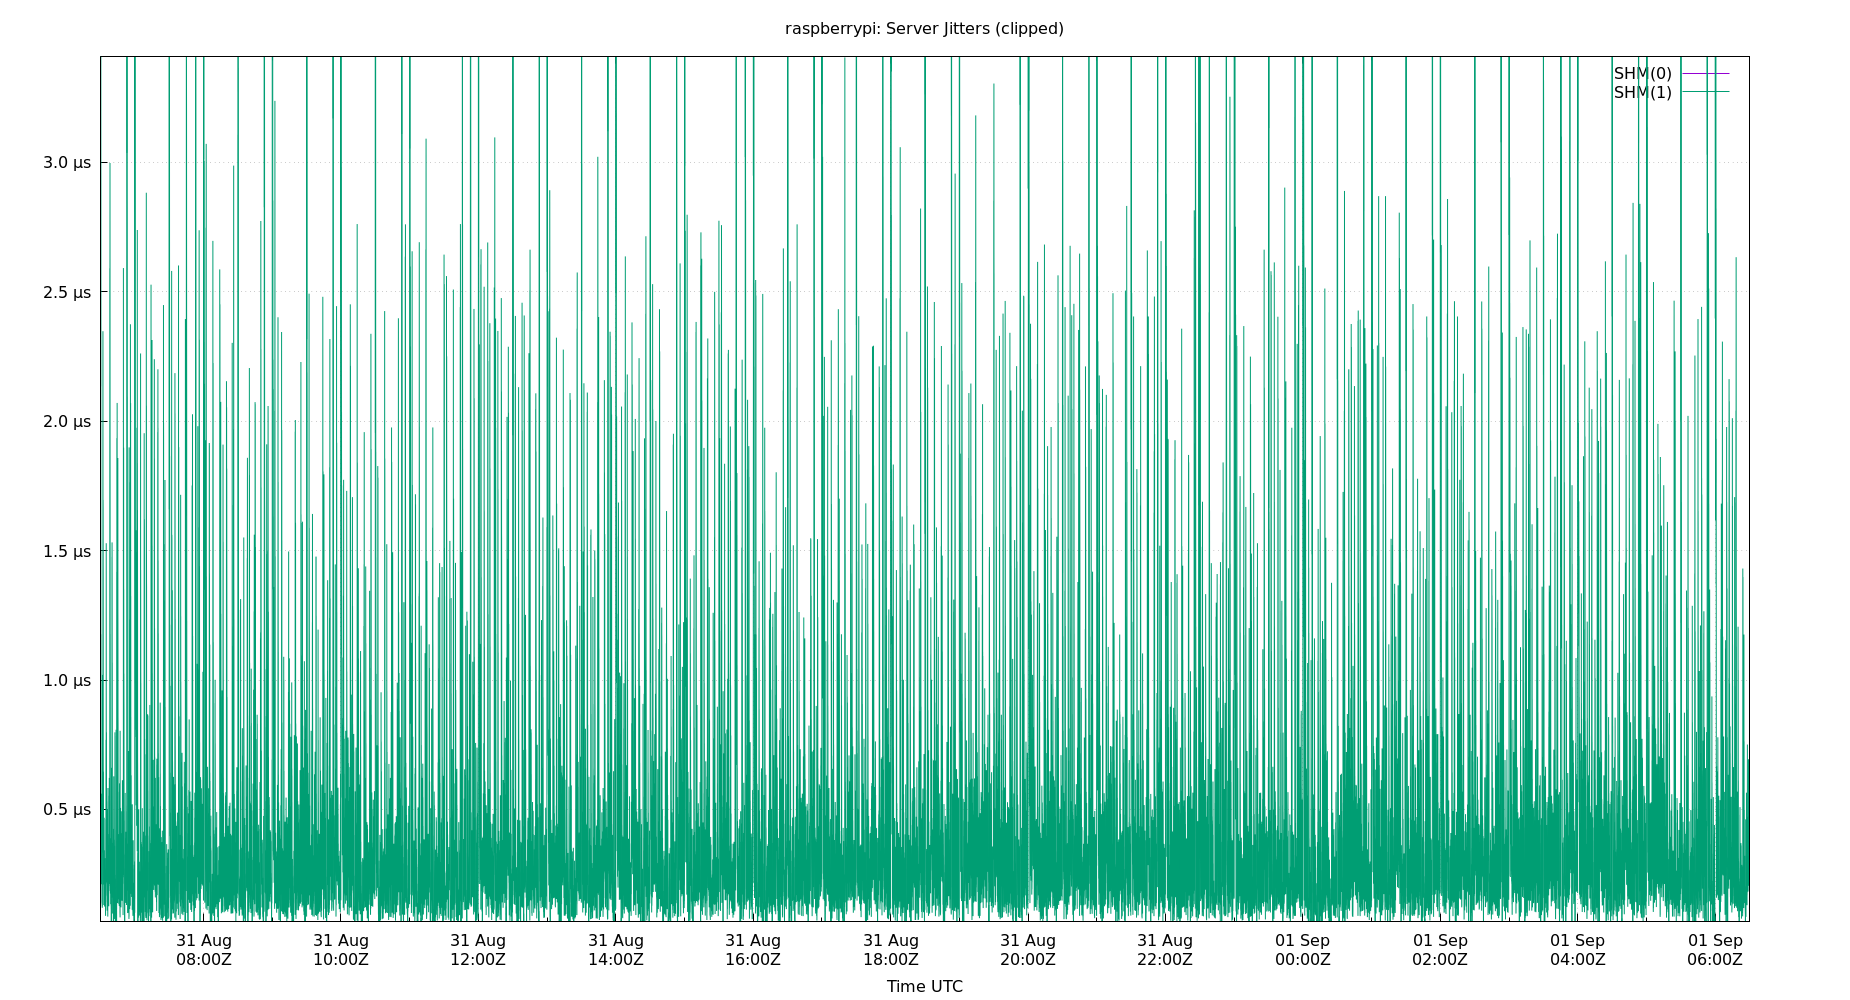 raspberrypi: Server Jitters (clipped)
SHM(0)
SHM(1)
3.0 µs
2.5 µs
2.0 µs
1.5 µs
1.0 µs
0.5 µs
31 Aug 31 Aug 31 Aug 31 Aug 31 Aug 31 Aug 31 Aug 31 Aug 01 Sep 01 Sep 01 Sep 01 Sep
08:00Z 10:00Z 12:00Z 14:00Z 16:00Z 18:00Z 20:00Z 22:00Z 00:00Z 02:00Z 04:00Z 06:00Z
Time UTC